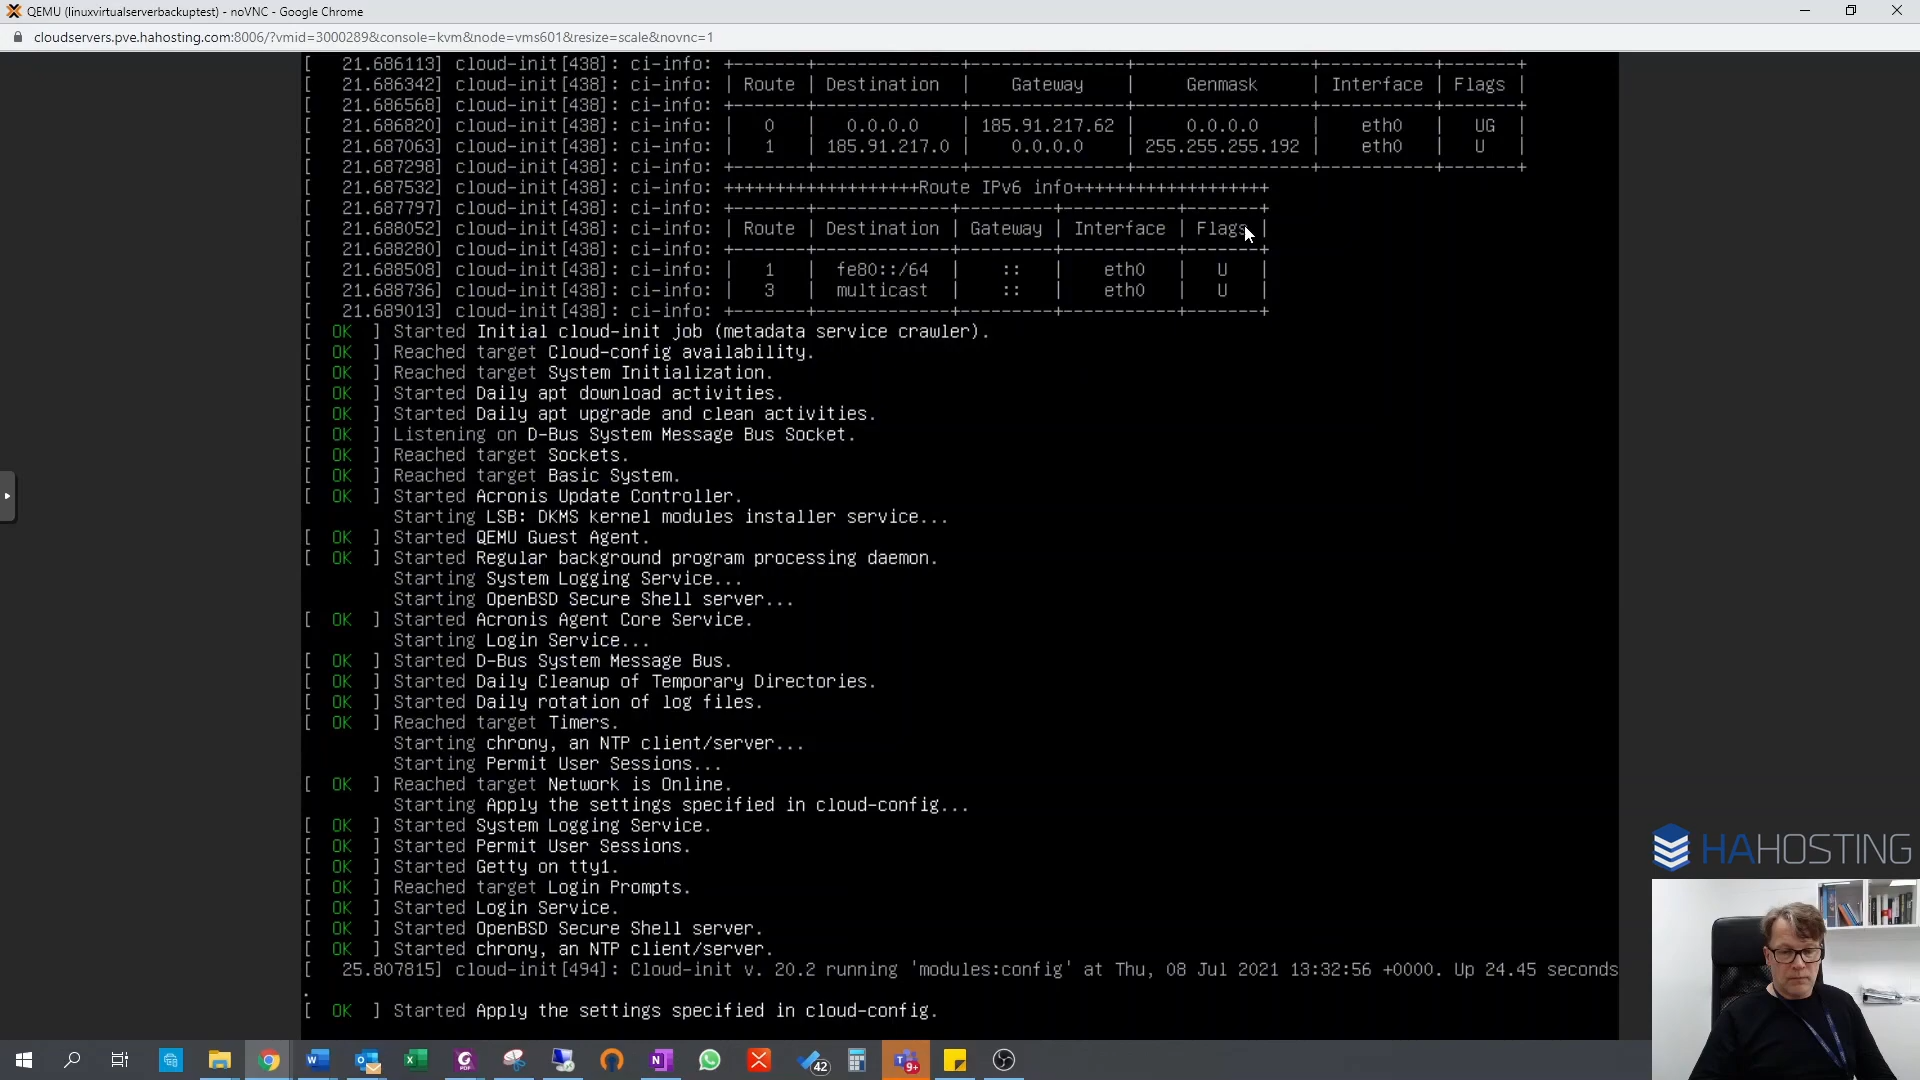 QEMU (linuxvirtualserverbackuptest) - noVNC - Google Chrome
cloudservers.pve.hahosting.com:8006/?vmid=3000289&console=kvm&node=vms601&resize=scale&novnc=1
[   21.686113] cloud-init[438]: ci-info: +-------+--------------+---------------+-----------------+-----------+-------+
[   21.686342] cloud-init[438]: ci-info: | Route | Destination  |    Gateway    |     Genmask     | Interface | Flags |
[   21.686568] cloud-init[438]: ci-info: +-------+--------------+---------------+-----------------+-----------+-------+
[   21.686820] cloud-init[438]: ci-info: |   0   |   0.0.0.0    | 185.91.217.62 |     0.0.0.0     |    eth0   |   UG  |
[   21.687063] cloud-init[438]: ci-info: |   1   | 185.91.217.0 |    0.0.0.0    | 255.255.255.192 |    eth0   |   U   |
[   21.687298] cloud-init[438]: ci-info: +-------+--------------+---------------+-----------------+-----------+-------+
[   21.687532] cloud-init[438]: ci-info: +++++++++++++++++++Route IPv6 info+++++++++++++++++++
[   21.687797] cloud-init[438]: ci-info: +-------+-------------+---------+-----------+-------+
[   21.688052] cloud-init[438]: ci-info: | Route | Destination | Gateway | Interface | Flags |
[   21.688280] cloud-init[438]: ci-info: +-------+-------------+---------+-----------+-------+
[   21.688508] cloud-init[438]: ci-info: |   1   |  fe80::/64  |    ::   |    eth0   |   U   |
[   21.688736] cloud-init[438]: ci-info: |   3   |  multicast  |    ::   |    eth0   |   U   |
[   21.689013] cloud-init[438]: ci-info: +-------+-------------+---------+-----------+-------+
[  OK  ] Started Initial cloud-init job (metadata service crawler).
[  OK  ] Reached target Cloud-config availability.
[  OK  ] Reached target System Initialization.
[  OK  ] Started Daily apt download activities.
[  OK  ] Started Daily apt upgrade and clean activities.
[  OK  ] Listening on D-Bus System Message Bus Socket.
[  OK  ] Reached target Sockets.
[  OK  ] Reached target Basic System.
[  OK  ] Started Acronis Update Controller.
         Starting LSB: DKMS kernel modules installer service...
[  OK  ] Started QEMU Guest Agent.
[  OK  ] Started Regular background program processing daemon.
         Starting System Logging Service...
         Starting OpenBSD Secure Shell server...
[  OK  ] Started Acronis Agent Core Service.
         Starting Login Service...
[  OK  ] Started D-Bus System Message Bus.
[  OK  ] Started Daily Cleanup of Temporary Directories.
[  OK  ] Started Daily rotation of log files.
[  OK  ] Reached target Timers.
         Starting chrony, an NTP client/server...
         Starting Permit User Sessions...
[  OK  ] Reached target Network is Online.
         Starting Apply the settings specified in cloud-config...
[  OK  ] Started System Logging Service.
[  OK  ] Started Permit User Sessions.
[  OK  ] Started Getty on tty1.
[  OK  ] Reached target Login Prompts.
[  OK  ] Started Login Service.
[  OK  ] Started OpenBSD Secure Shell server.
[  OK  ] Started chrony, an NTP client/server.
[   25.807815] cloud-init[494]: Cloud-init v. 20.2 running 'modules:config' at Thu, 08 Jul 2021 13:32:56 +0000. Up 24.45 seconds
.
[  OK  ] Started Apply the settings specified in cloud-config.
HAHOSTING
42
9+